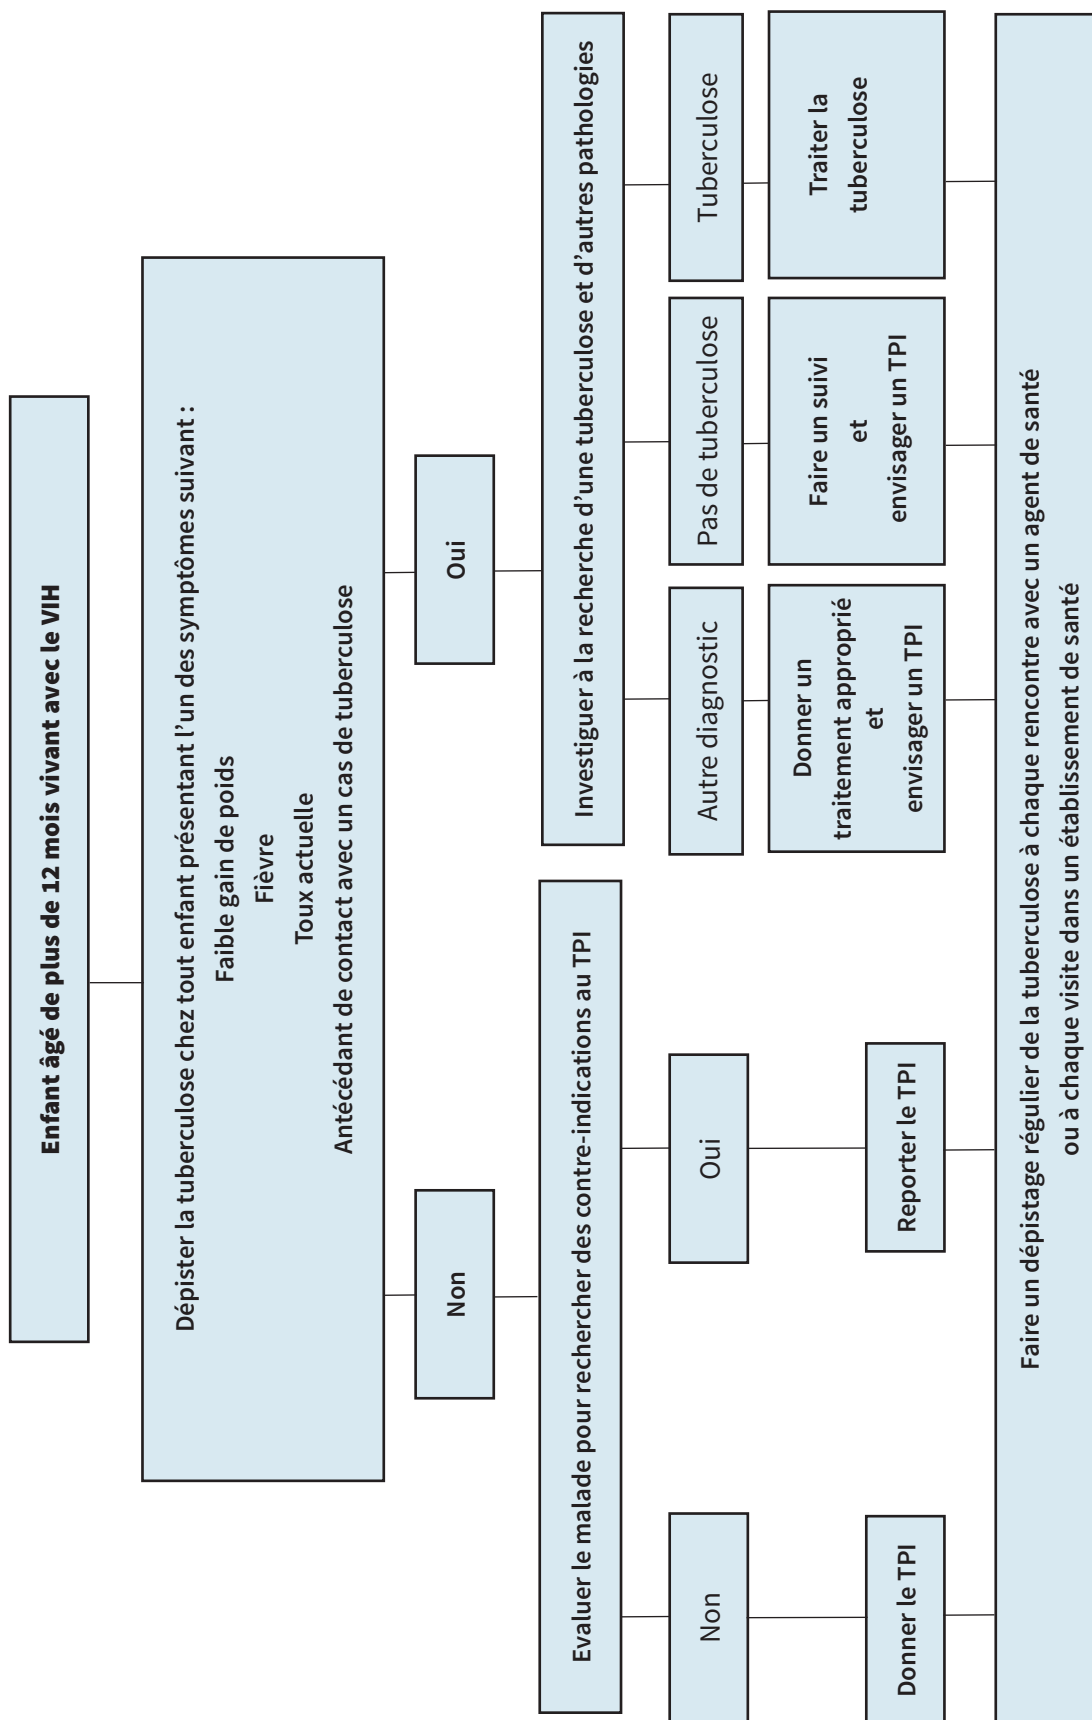 Enfant âgé de plus de 12 mois vivant avec le VIH
Dépister la tuberculose chez tout enfant présentant l'un des symptômes suivant :
Faible gain de poids
Fièvre
Toux actuelle
Antécédant de contact avec un cas de tuberculose
Non
Oui
Evaluer le malade pour rechercher des contre-indications au TPI
Investiguer à la recherche d'une tuberculose et d'autres pathologies
Non
Oui
Autre diagnostic
Pas de tuberculose
Tuberculose
Donner le TPI
Reporter le TPI
Donner un
traitement approprié
et
envisager un TPI
Faire un suivi
et
envisager un TPI
Traiter la
tuberculose
Faire un dépistage régulier de la tuberculose à chaque rencontre avec un agent de santé
ou à chaque visite dans un établissement de santé